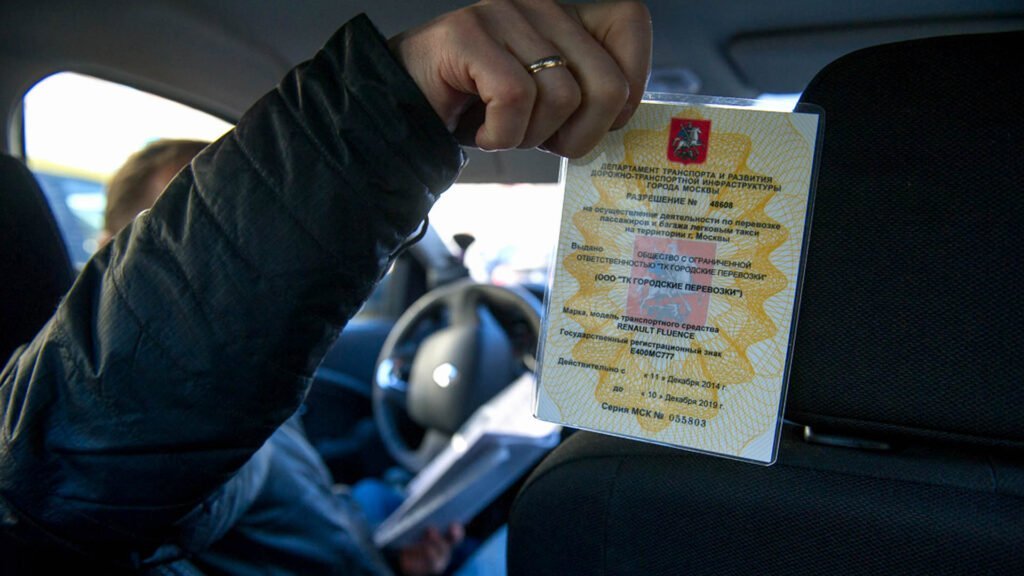 ДЕПАРТАМЕНТ ТРАНСПОРТА И РАЗВИТИЯ
ДОРОЖНО-ТРАНСПОРТНОЙ ИНФРАСТРУКТУРЫ
ГОРОДА МОСКВЫ
РАЗРЕШЕНИЕ № 48608
на осуществление деятельности по перевозке
пассажиров и багажа легковым такси
на территории г. Москвы
Выдано ОБЩЕСТВО С ОГРАНИЧЕННОЙ
ОТВЕТСТВЕННОСТЬЮ "ТК ГОРОДСКИЕ ПЕРЕВОЗКИ"
(ООО "ТК ГОРОДСКИЕ ПЕРЕВОЗКИ")
Марка, модель транспортного средства
RENAULT FLUENCE
Государственный регистрационный знак
Е400МС777
Действительно с « 11 » Декабря 2014 г.
до « 10 » Декабря 2019 г.
Серия МСК № 055803